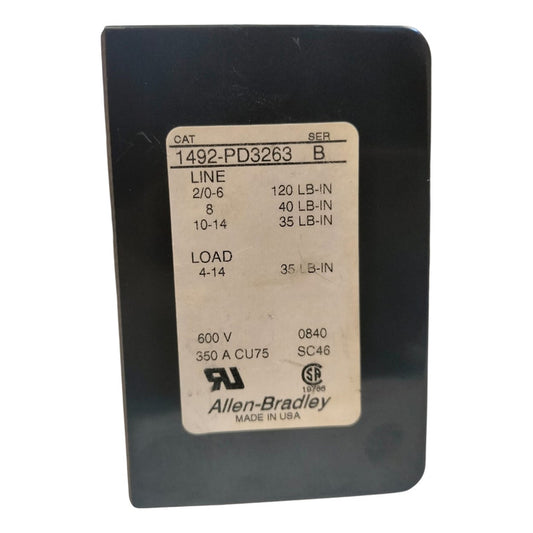 CAT SER
1492-PD3263 B
LINE
2/0-6 120 LB-IN
8 40 LB-IN
10-14 35 LB-IN
LOAD
4-14 35 LB-IN
600 V 0840
350 A CU75 SC46
Allen-Bradley
MADE IN USA